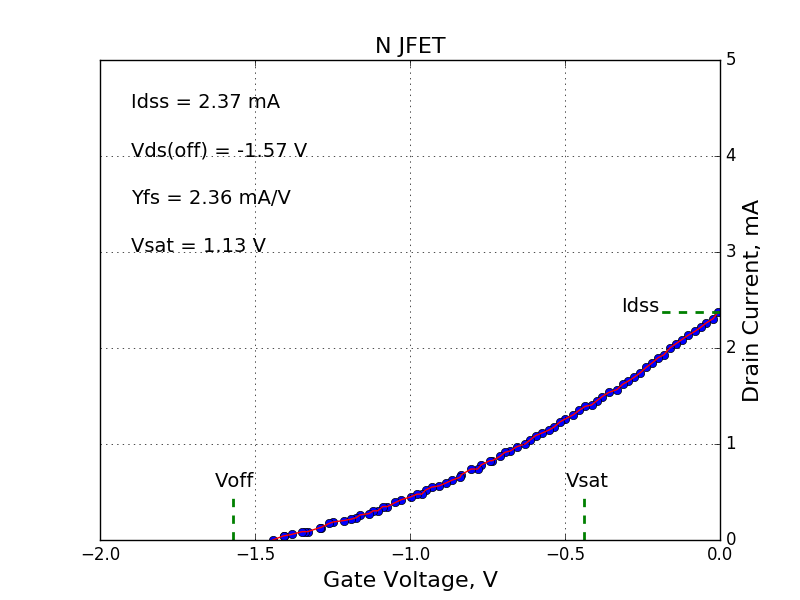 N JFET
Idss = 2.37 mA
Vds(off) = -1.57 V
Yfs = 2.36 mA/V
Vsat = 1.13 V
Idss
Voff
Vsat
5
4
3
2
1
0
Drain Current, mA
−2.0 −1.5 −1.0 −0.5 0.0
Gate Voltage, V